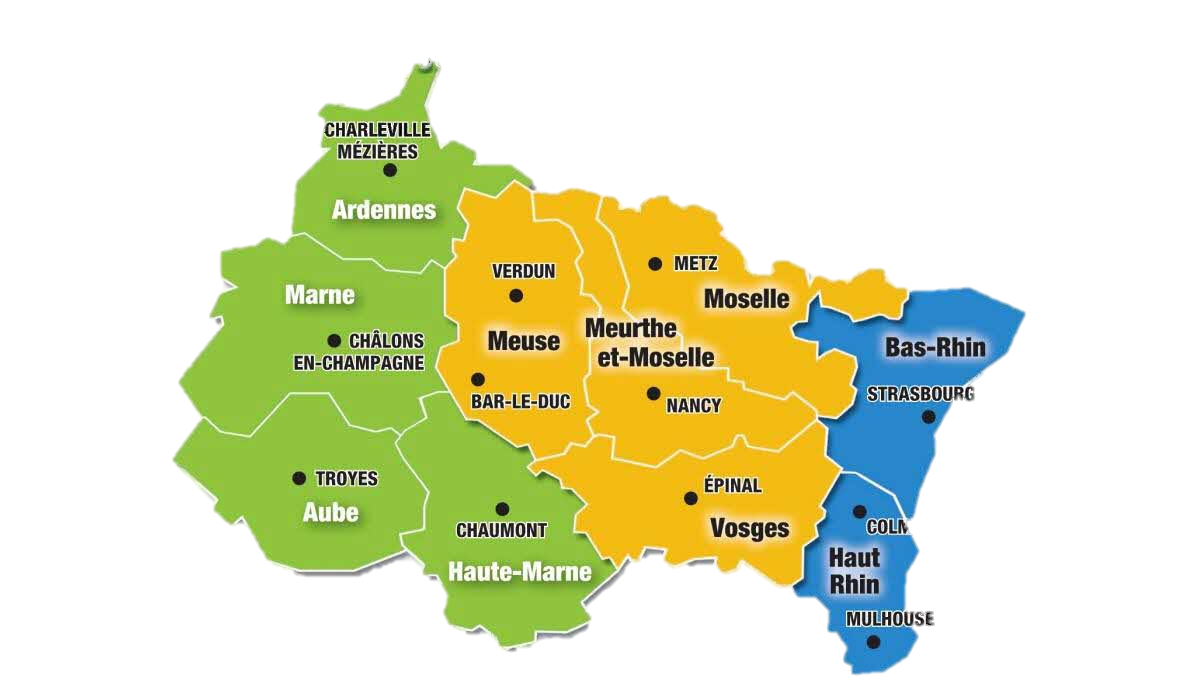 CHARLEVILLE
MÉZIÈRES
Ardennes
Marne
CHÂLONS
EN-CHAMPAGNE
VERDUN
Meuse
BAR-LE-DUC
METZ
Moselle
Meurthe
et-Moselle
NANCY
Bas-Rhin
STRASBOURG
TROYES
Aube
CHAUMONT
Haute-Marne
ÉPINAL
Vosges
COLM
Haut
Rhin
MULHOUSE